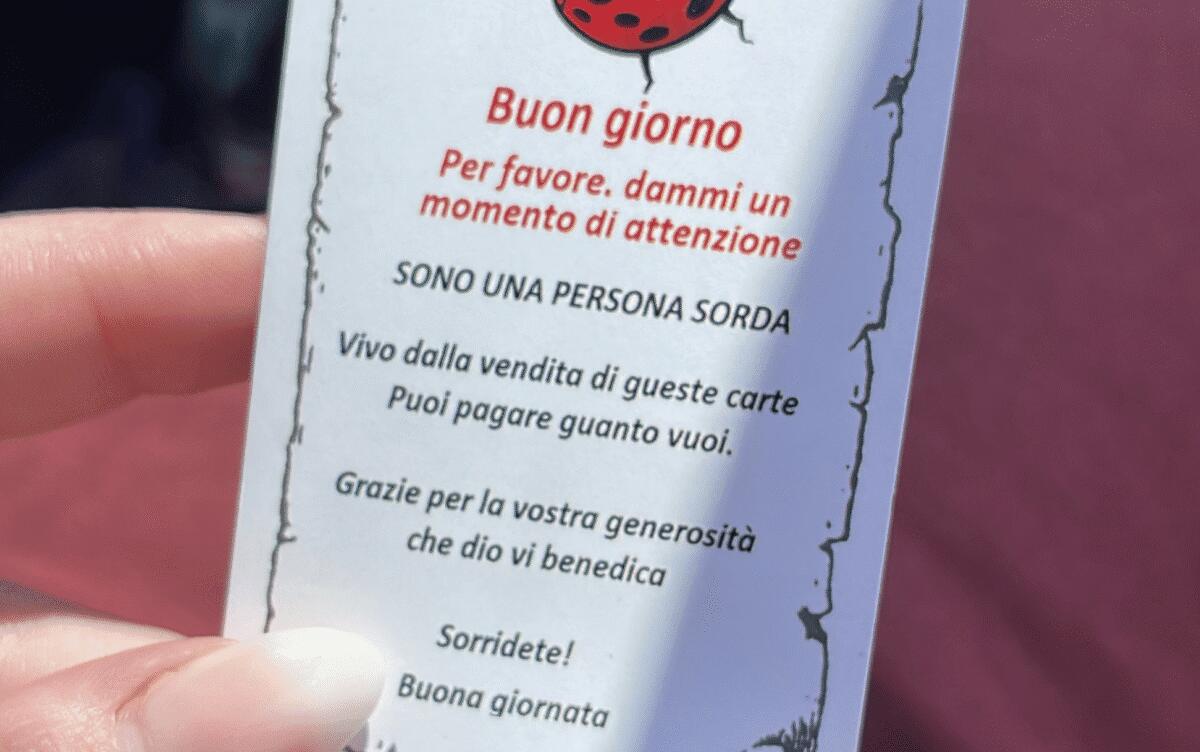 Buon giorno
Per favore. dammi un
momento di attenzione
SONO UNA PERSONA SORDA
Vivo dalla vendita di gueste carte
Puoi pagare guanto vuoi.
Grazie per la vostra generosità
che dio vi benedica
Sorridete!
Buona giornata